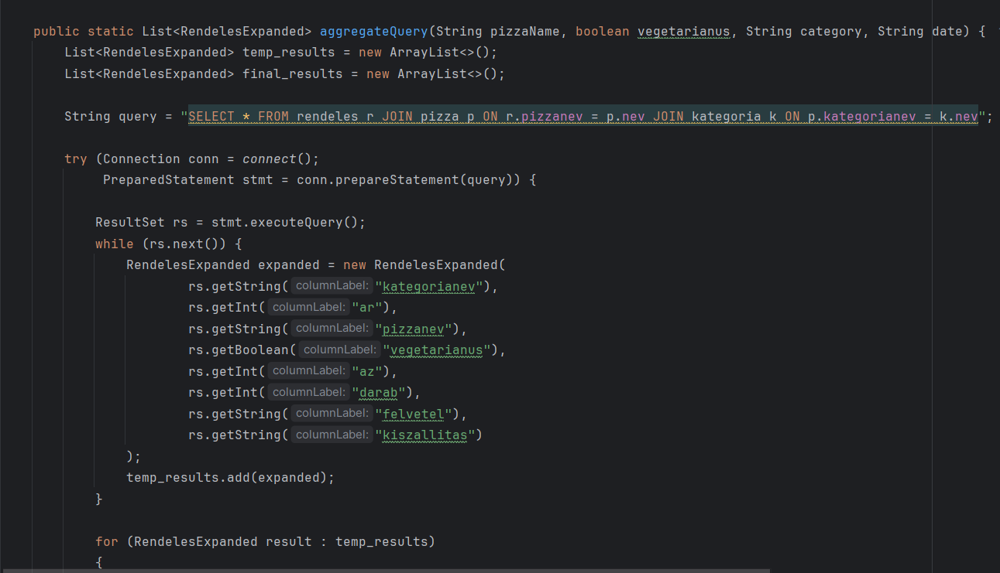 public static List<RendelesExpanded> aggregateQuery(String pizzaName, boolean vegetarianus, String category, String date) {
List<RendelesExpanded> temp_results = new ArrayList<>();
List<RendelesExpanded> final_results = new ArrayList<>();
String query = "SELECT * FROM rendeles r JOIN pizza p ON r.pizzanev = p.nev JOIN kategoria k ON p.kategorianev = k.nev";
try (Connection conn = connect();
PreparedStatement stmt = conn.prepareStatement(query)) {
ResultSet rs = stmt.executeQuery();
while (rs.next()) {
RendelesExpanded expanded = new RendelesExpanded(
rs.getString( columnLabel: "kategorianev"),
rs.getInt( columnLabel: "ar"),
rs.getString( columnLabel: "pizzanev"),
rs.getBoolean( columnLabel: "vegetarianus"),
rs.getInt( columnLabel: "az"),
rs.getInt( columnLabel: "darab"),
rs.getString( columnLabel: "felvetel"),
rs.getString( columnLabel: "kiszallitas")
);
temp_results.add(expanded);
}
for (RendelesExpanded result : temp_results)
{